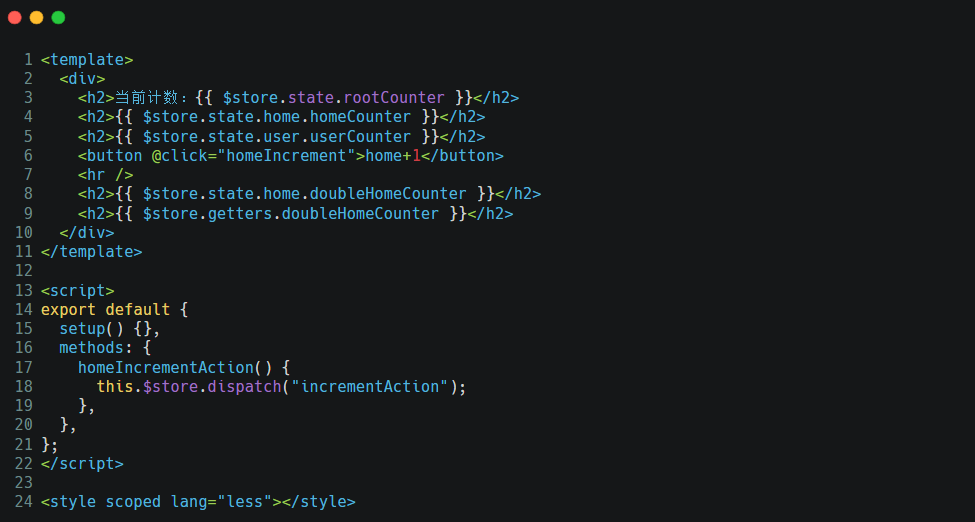 1 <template>
2   <div>
3     <h2>当前计数：{{ $store.state.rootCounter }}</h2>
4     <h2>{{ $store.state.home.homeCounter }}</h2>
5     <h2>{{ $store.state.user.userCounter }}</h2>
6     <button @click="homeIncrement">home+1</button>
7     <hr />
8     <h2>{{ $store.state.home.doubleHomeCounter }}</h2>
9     <h2>{{ $store.getters.doubleHomeCounter }}</h2>
10   </div>
11 </template>
12
13 <script>
14 export default {
15   setup() {},
16   methods: {
17     homeIncrementAction() {
18       this.$store.dispatch("incrementAction");
19     },
20   },
21 };
22 </script>
23
24 <style scoped lang="less"></style>